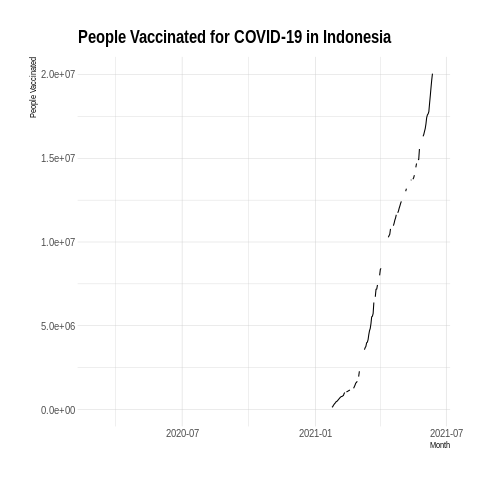 People Vaccinated for COVID-19 in Indonesia
People Vaccinated
2.0e+07
1.5e+07
1.0e+07
5.0e+06
0.0e+00
2020-07
2021-01
2021-07
Month